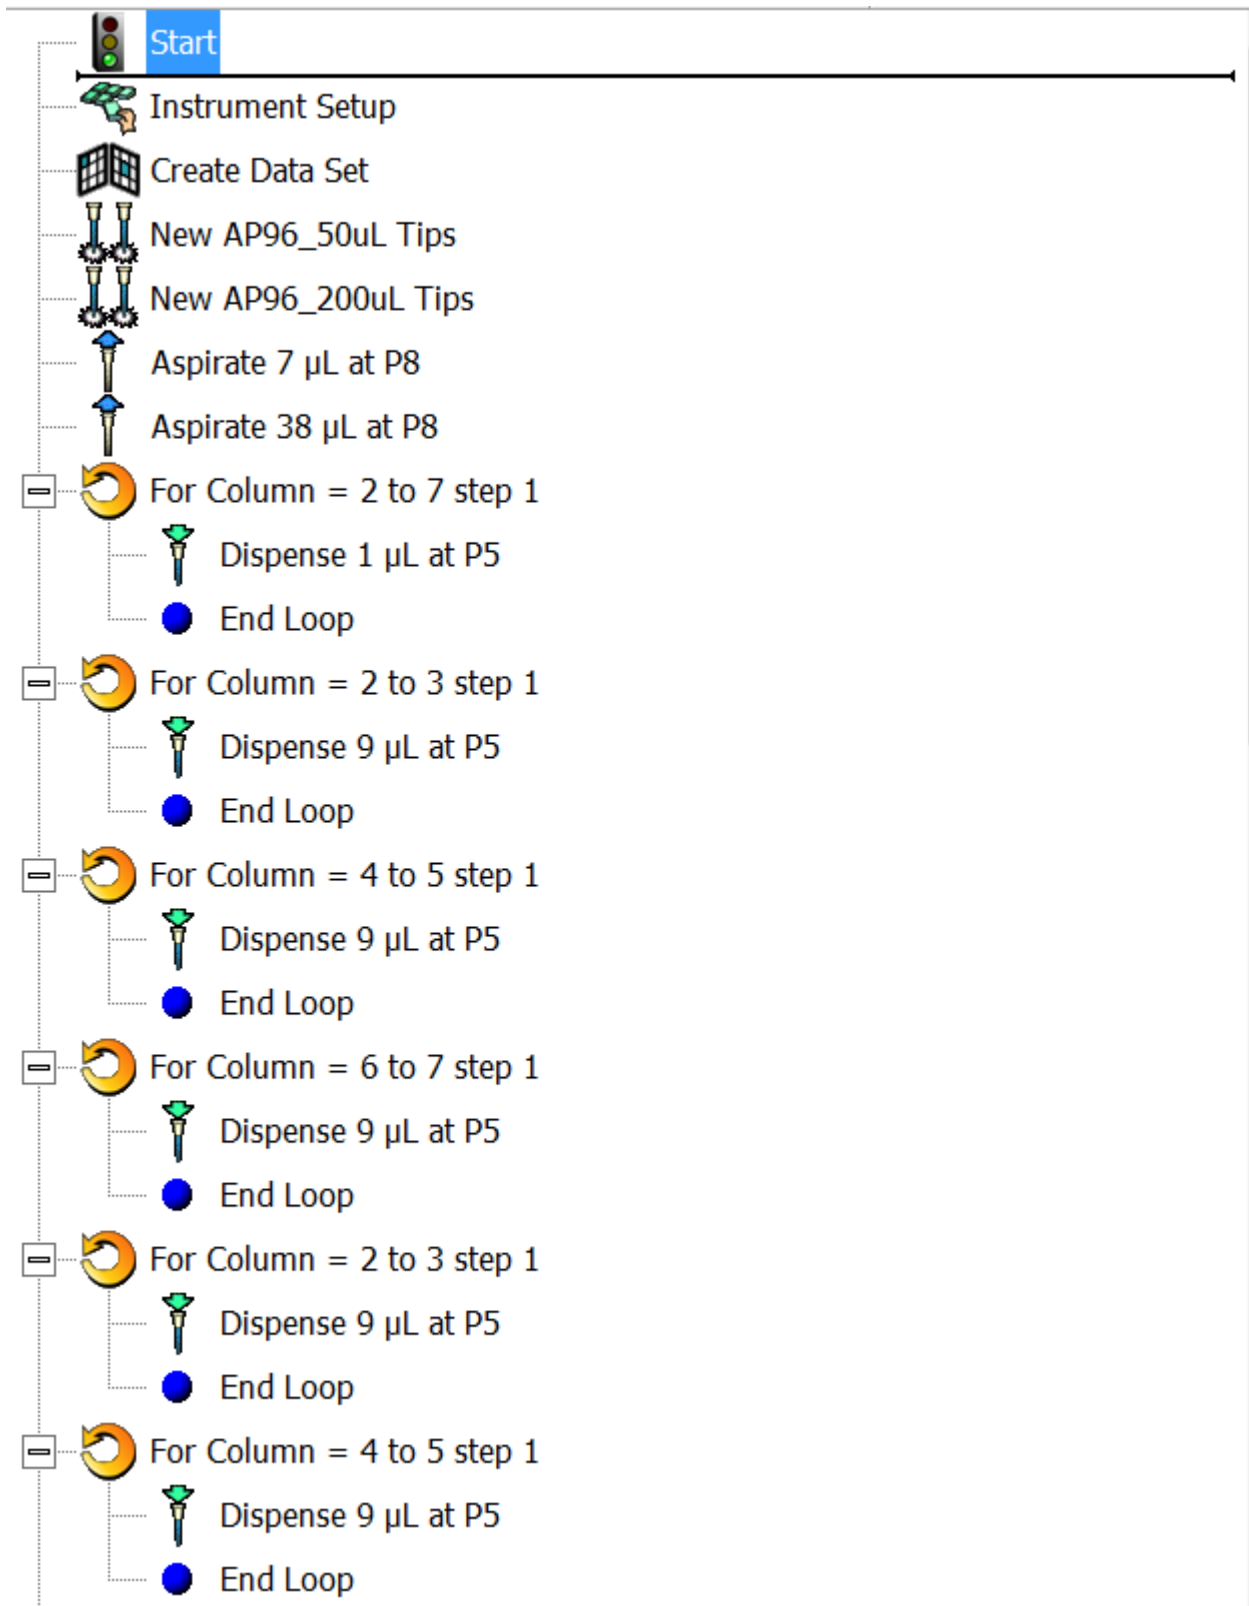 Start
Instrument Setup
Create Data Set
New AP96_50uL Tips
New AP96_200uL Tips
Aspirate 7 µL at P8
Aspirate 38 µL at P8
For Column = 2 to 7 step 1
Dispense 1 µL at P5
End Loop
For Column = 2 to 3 step 1
Dispense 9 µL at P5
End Loop
For Column = 4 to 5 step 1
Dispense 9 µL at P5
End Loop
For Column = 6 to 7 step 1
Dispense 9 µL at P5
End Loop
For Column = 2 to 3 step 1
Dispense 9 µL at P5
End Loop
For Column = 4 to 5 step 1
Dispense 9 µL at P5
End Loop